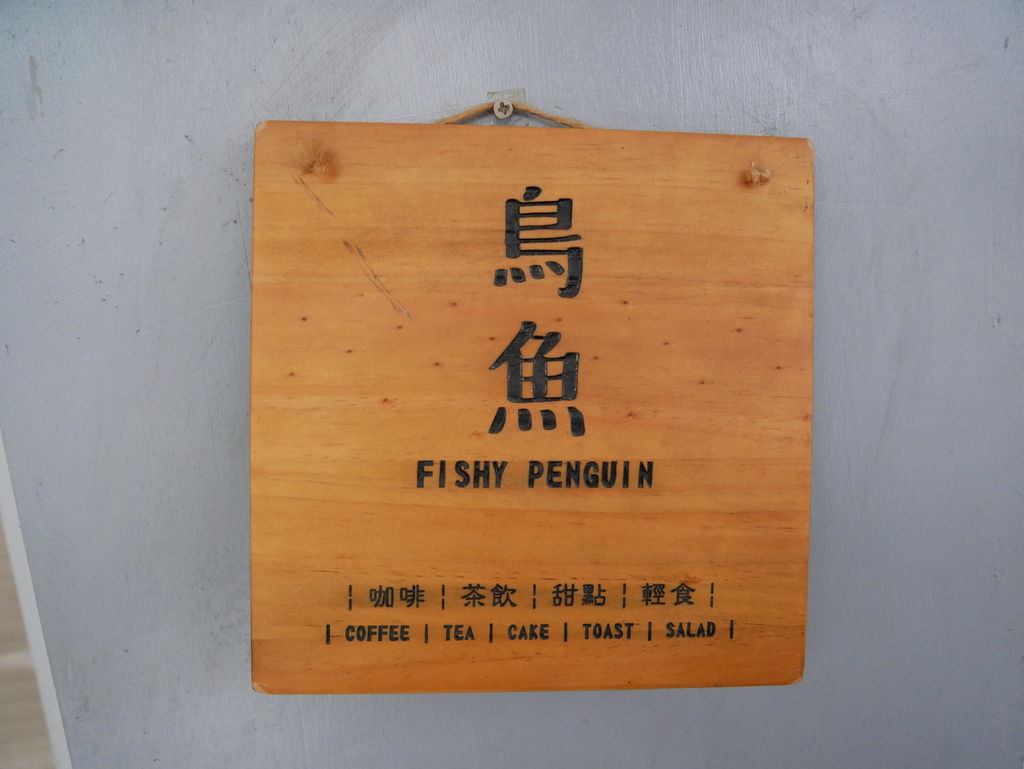 鳥魚
FISHY PENGUIN
¦ 咖啡 ¦ 茶飲 ¦ 甜點 ¦ 輕食 ¦
| COFFEE | TEA | CAKE | TOAST | SALAD |